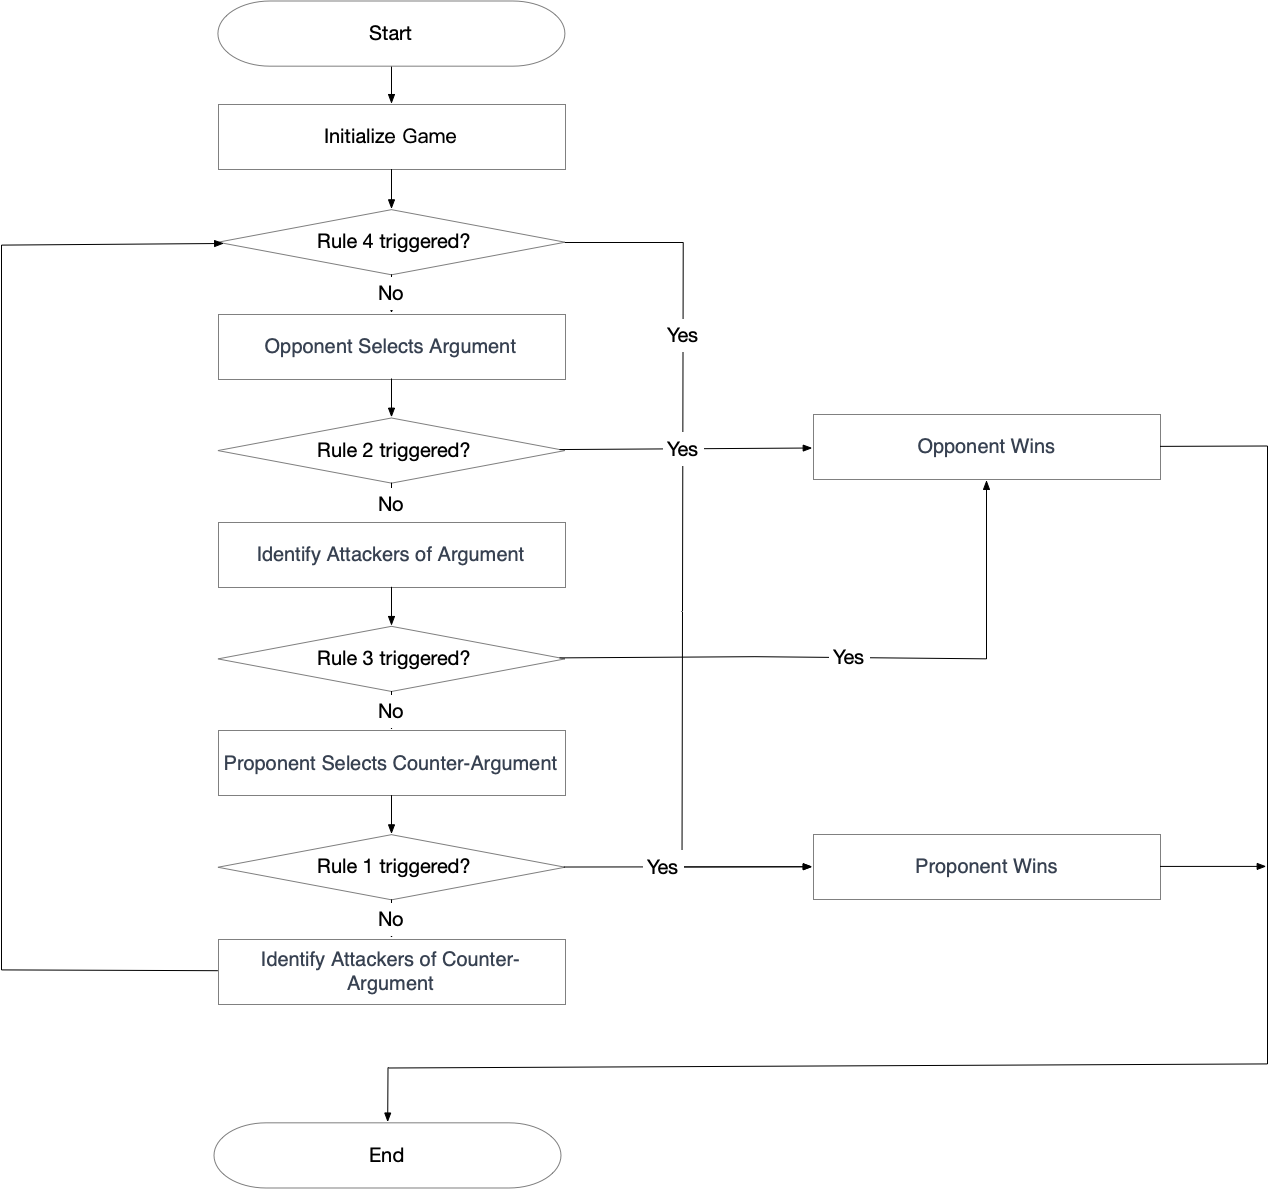 Start
Initialize Game
Rule 4 triggered?
No
Yes
Opponent Selects Argument
Rule 2 triggered?
Yes
Opponent Wins
No
Identify Attackers of Argument
Rule 3 triggered?
Yes
No
Proponent Selects Counter-Argument
Rule 1 triggered?
Yes
Proponent Wins
No
Identify Attackers of Counter-
Argument
End